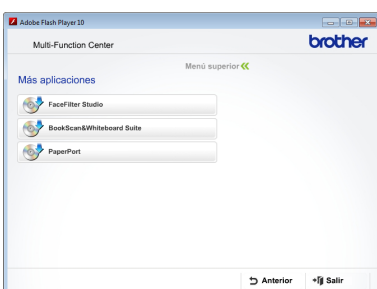 Adobe Flash Player 10
Multi-Function Center
brother
Menú superior
Más aplicaciones
FaceFilter Studio
BookScan&Whiteboard Suite
PaperPort
Anterior
Salir